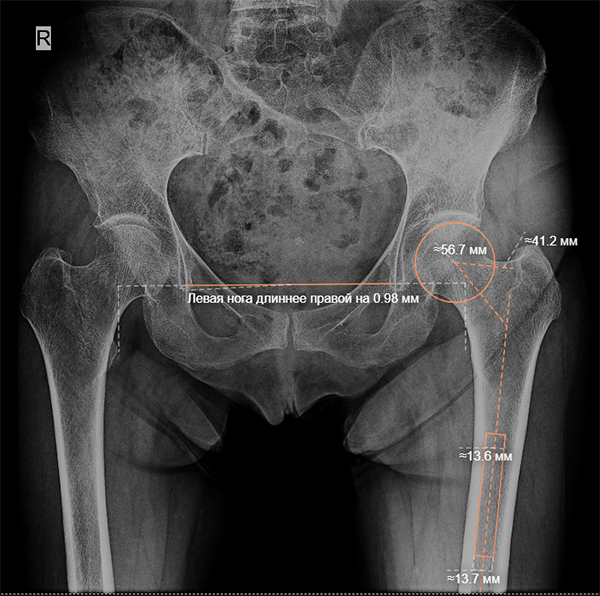 R
≈41.2 мм
≈56.7 мм
Левая нога длиннее правой на 0.98 мм
≈13.6 мм
≈13.7 мм